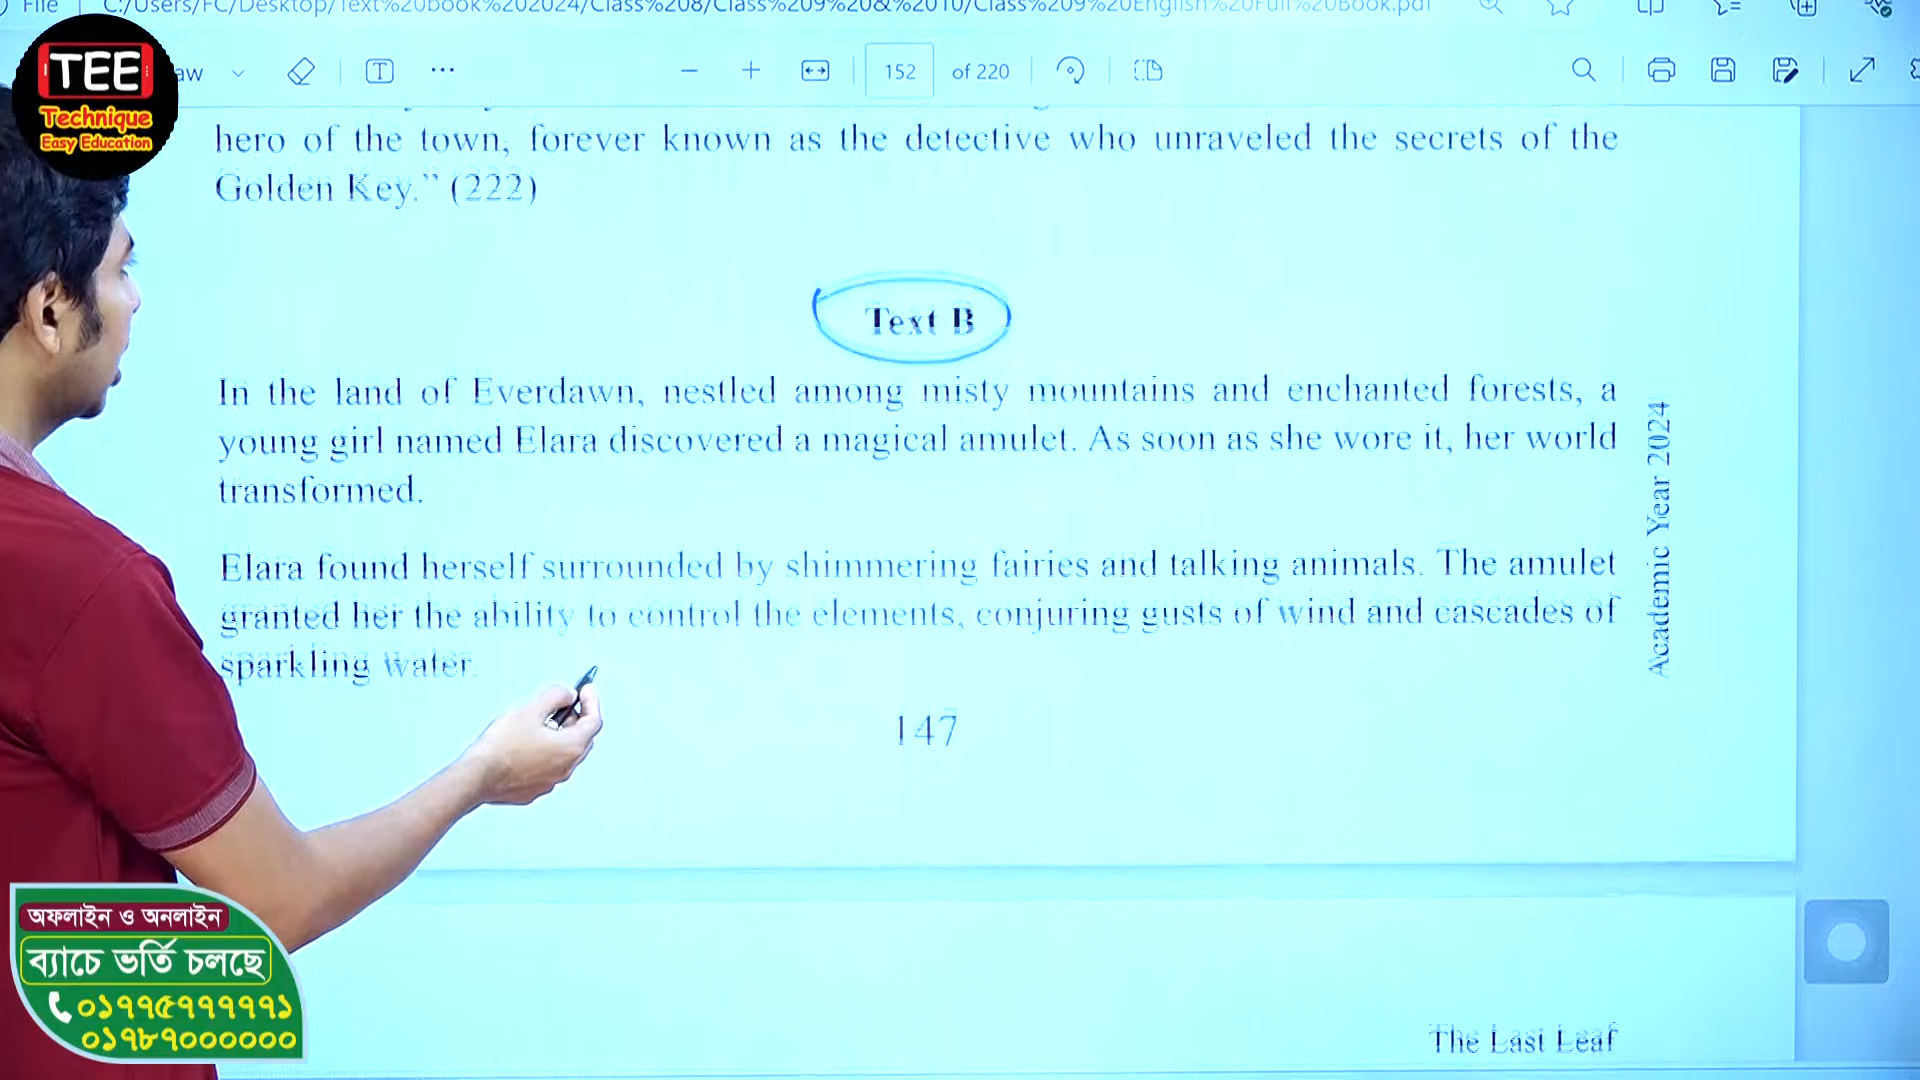 File
C:/Users/FC/Desktop/Text%20book%202024/Class%208/Class%209%20&%2010/Class%209%20English%20Full%20Book.pdf
TEE
Technique
Easy Education
aw
152 of 220
hero of the town, forever known as the detective who unraveled the secrets of the
Golden Key.” (222)
Text B
In the land of Everdawn, nestled among misty mountains and enchanted forests, a
young girl named Elara discovered a magical amulet. As soon as she wore it, her world
transformed.
Elara found herself surrounded by shimmering fairies and talking animals. The amulet
granted her the ability to control the elements, conjuring gusts of wind and cascades of
sparkling water.
147
Academic Year 2024
The Last Leaf
অফলাইন ও অনলাইন
ব্যাচে ভর্তি চলছে
০১৭৭৫৭৭৭৭৭১
০১৭৮৭০০০০০০